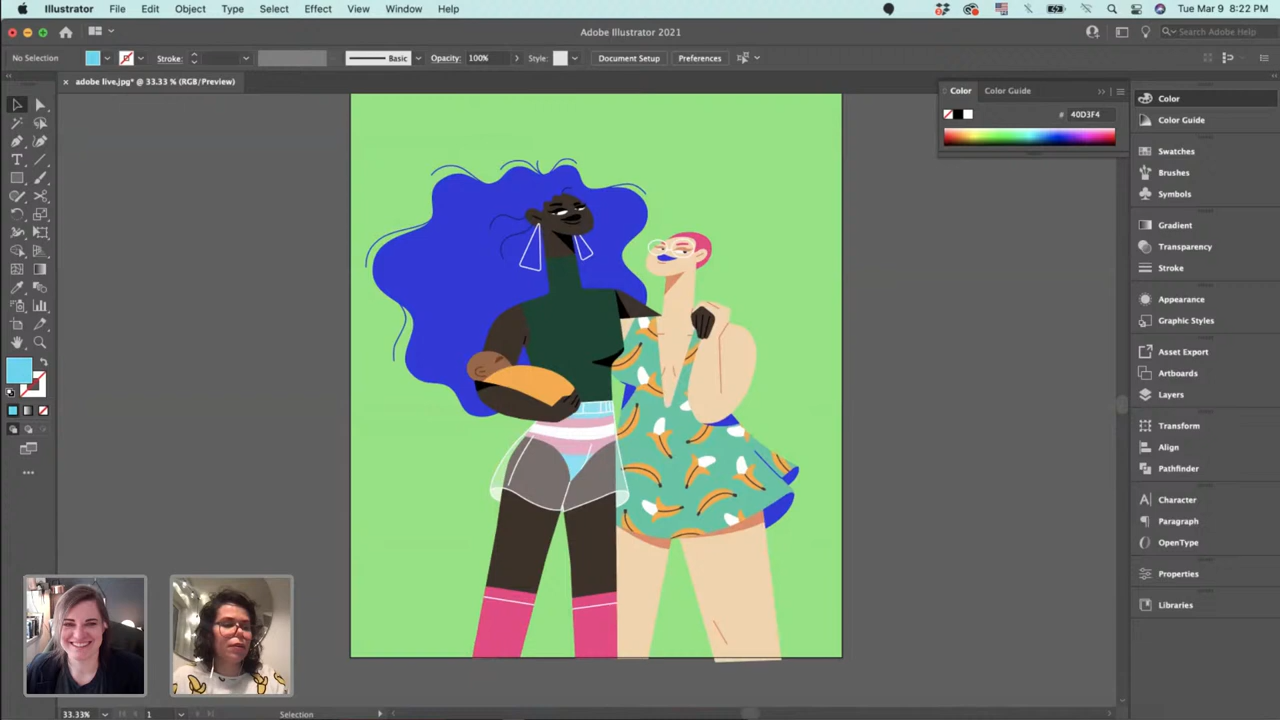 Illustrator File Edit Object Type Select Effect View Window Help Tue Mar 9 8:22 PM
Adobe Illustrator 2021 Search Adobe Help
No Selection Stroke: Basic Opacity: 100% Style: Document Setup Preferences
× adobe live.jpg* @ 33.33 % (RGB/Preview)
Color Color Guide
# 40D3F4
Color
Color Guide
Swatches
Brushes
Symbols
Gradient
Transparency
Stroke
Appearance
Graphic Styles
Asset Export
Artboards
Layers
Transform
Align
Pathfinder
Character
Paragraph
OpenType
Properties
Libraries
33.33% 1 Selection